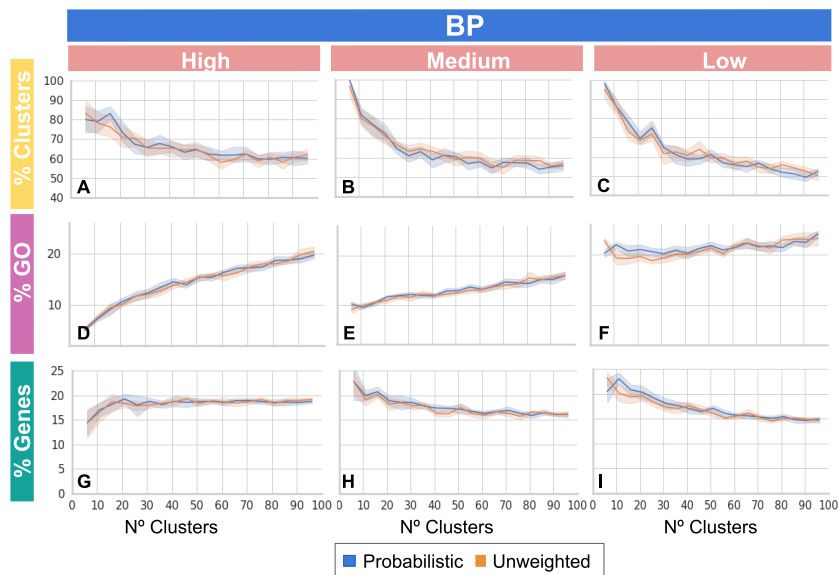 BP
High Medium Low
% Clusters
100
90
80
70
60
50
40
A B C
% GO
20
10
D E F
% Genes
25
20
15
10
5
0
G H I
0 10 20 30 40 50 60 70 80 90 100 0 10 20 30 40 50 60 70 80 90 100 0 10 20 30 40 50 60 70 80 90 100
Nº Clusters Nº Clusters Nº Clusters
Probabilistic Unweighted